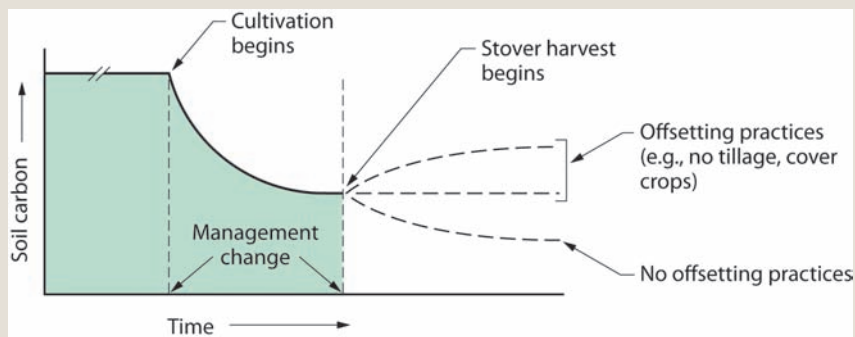 Cultivation
begins
Stover harvest
begins
Offsetting practices
(e.g., no tillage, cover
crops)
Soil carbon
Management
change
No offsetting practices
Time